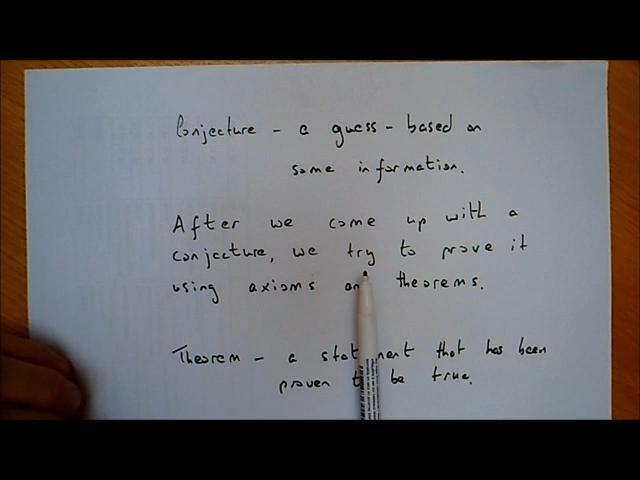 Conjecture - a guess - based on
some information.
After we come up with a
conjecture, we try to prove it
using axioms theorems.
Theorem - a that has been
proven be true.